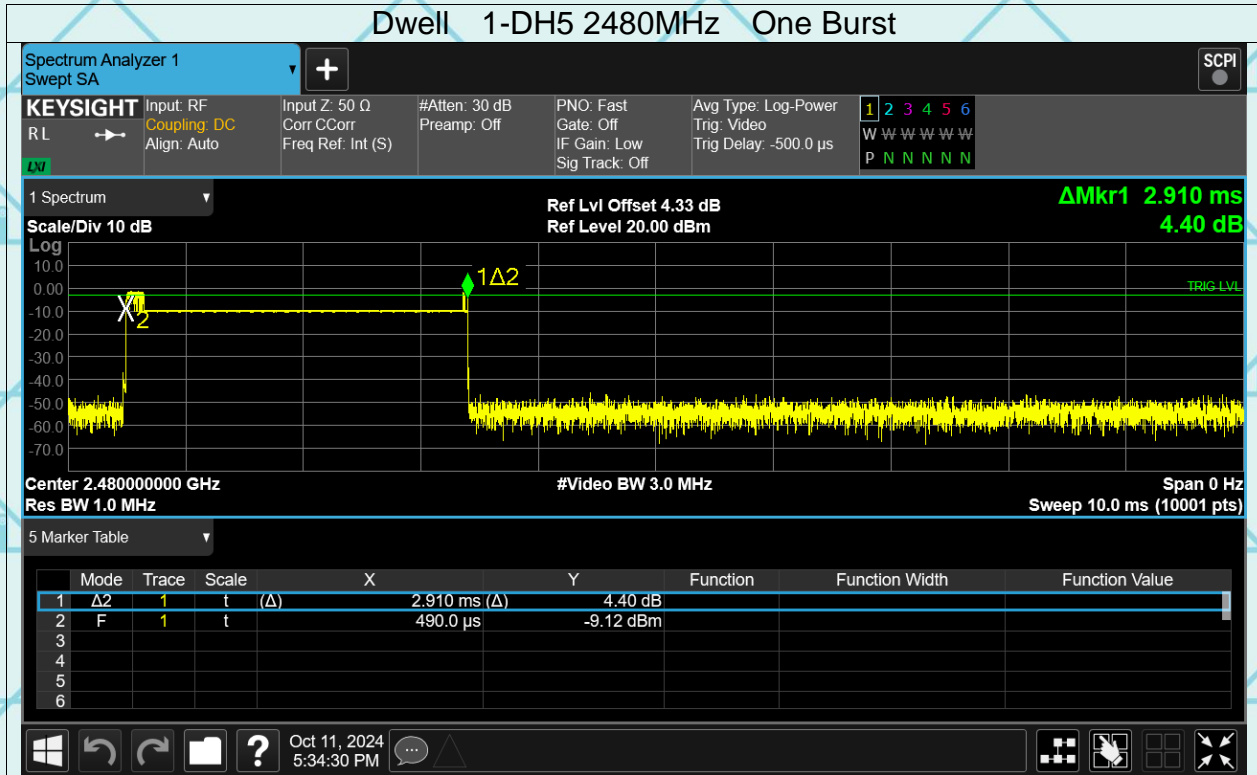 Dwell 1-DH5 2480MHz One Burst
Spectrum Analyzer 1
Swept SA
▼
+
SCPI
KEYSIGHT
RL
LXI
Input: RF
Coupling: DC
Align: Auto
Input Z: 50 Ω
Corr CCorr
Freq Ref: Int (S)
#Atten: 30 dB
Preamp: Off
PNO: Fast
Gate: Off
IF Gain: Low
Sig Track: Off
Avg Type: Log-Power
Trig: Video
Trig Delay: -500.0 µs
1 2 3 4 5 6
W W W W W W
P N N N N N
1 Spectrum ▼
Scale/Div 10 dB
Ref Lvl Offset 4.33 dB
Ref Level 20.00 dBm
ΔMkr1 2.910 ms
4.40 dB
Log
10.0
0.00
-10.0
-20.0
-30.0
-40.0
-50.0
-60.0
-70.0
1Δ2
TRIG LVL
X
2
Center 2.480000000 GHz
#Video BW 3.0 MHz
Span 0 Hz
Res BW 1.0 MHz
Sweep 10.0 ms (10001 pts)
5 Marker Table ▼
Mode Trace Scale X Y Function Function Width Function Value
1 Δ2 1 t (Δ) 2.910 ms (Δ) 4.40 dB
2 F 1 t 490.0 µs -9.12 dBm
3
4
5
6
?
Oct 11, 2024
5:34:30 PM